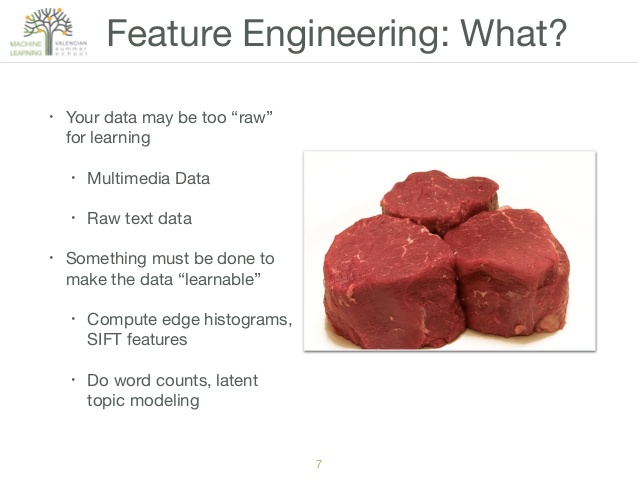 MACHINE LEARNING
VALENCIAN
summer
school
Feature Engineering: What?
• Your data may be too “raw”
for learning
• Multimedia Data
• Raw text data
• Something must be done to
make the data “learnable”
• Compute edge histograms,
SIFT features
• Do word counts, latent
topic modeling
7